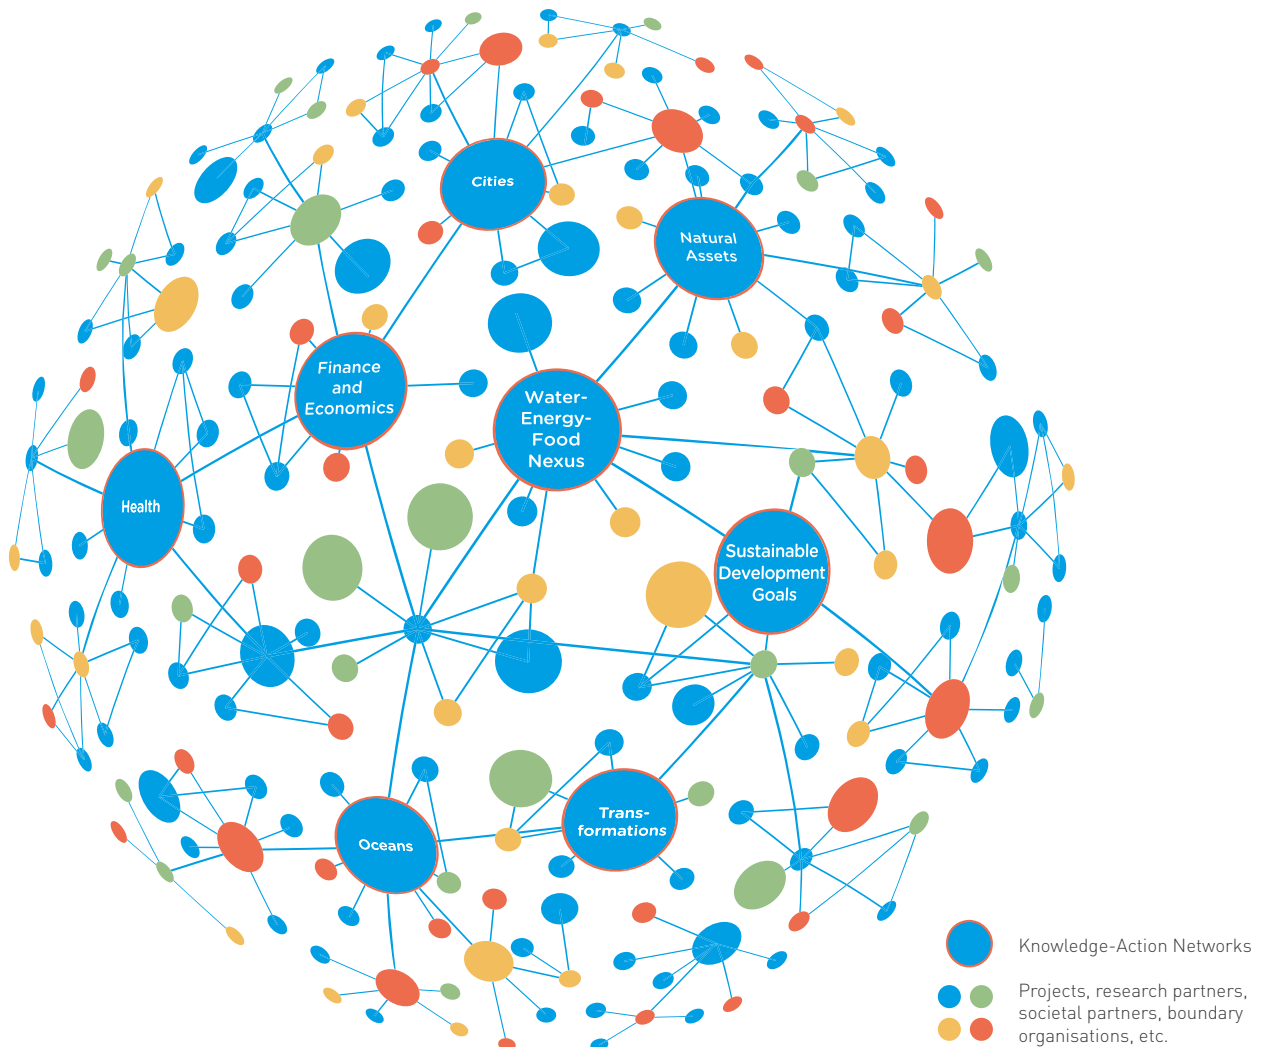 Cities
Natural
Assets
Finance
and
Economics
Water-
Energy-
Food
Nexus
Health
Sustainable
Development
Goals
Trans-
formations
Oceans
Knowledge-Action Networks
Projects, research partners,
societal partners, boundary
organisations, etc.